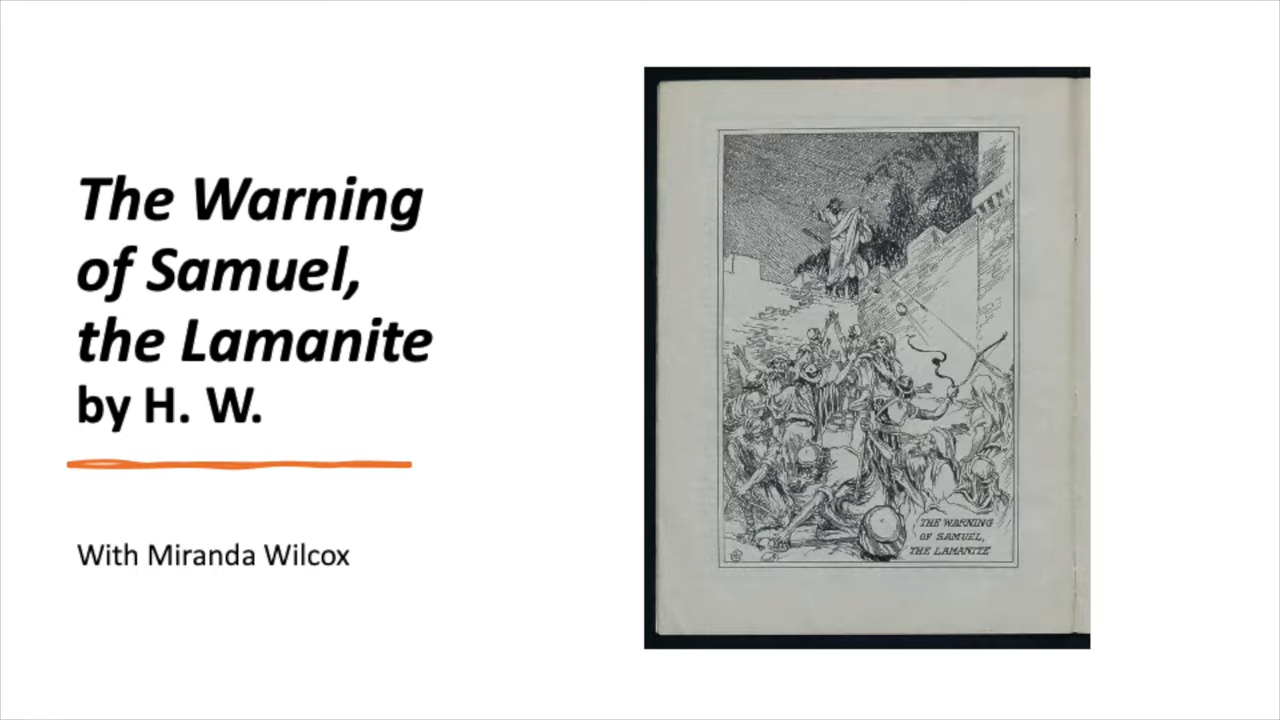 The Warning
of Samuel,
the Lamanite
by H. W.
With Miranda Wilcox
THE WARNING
OF SAMUEL,
THE LAMANITE